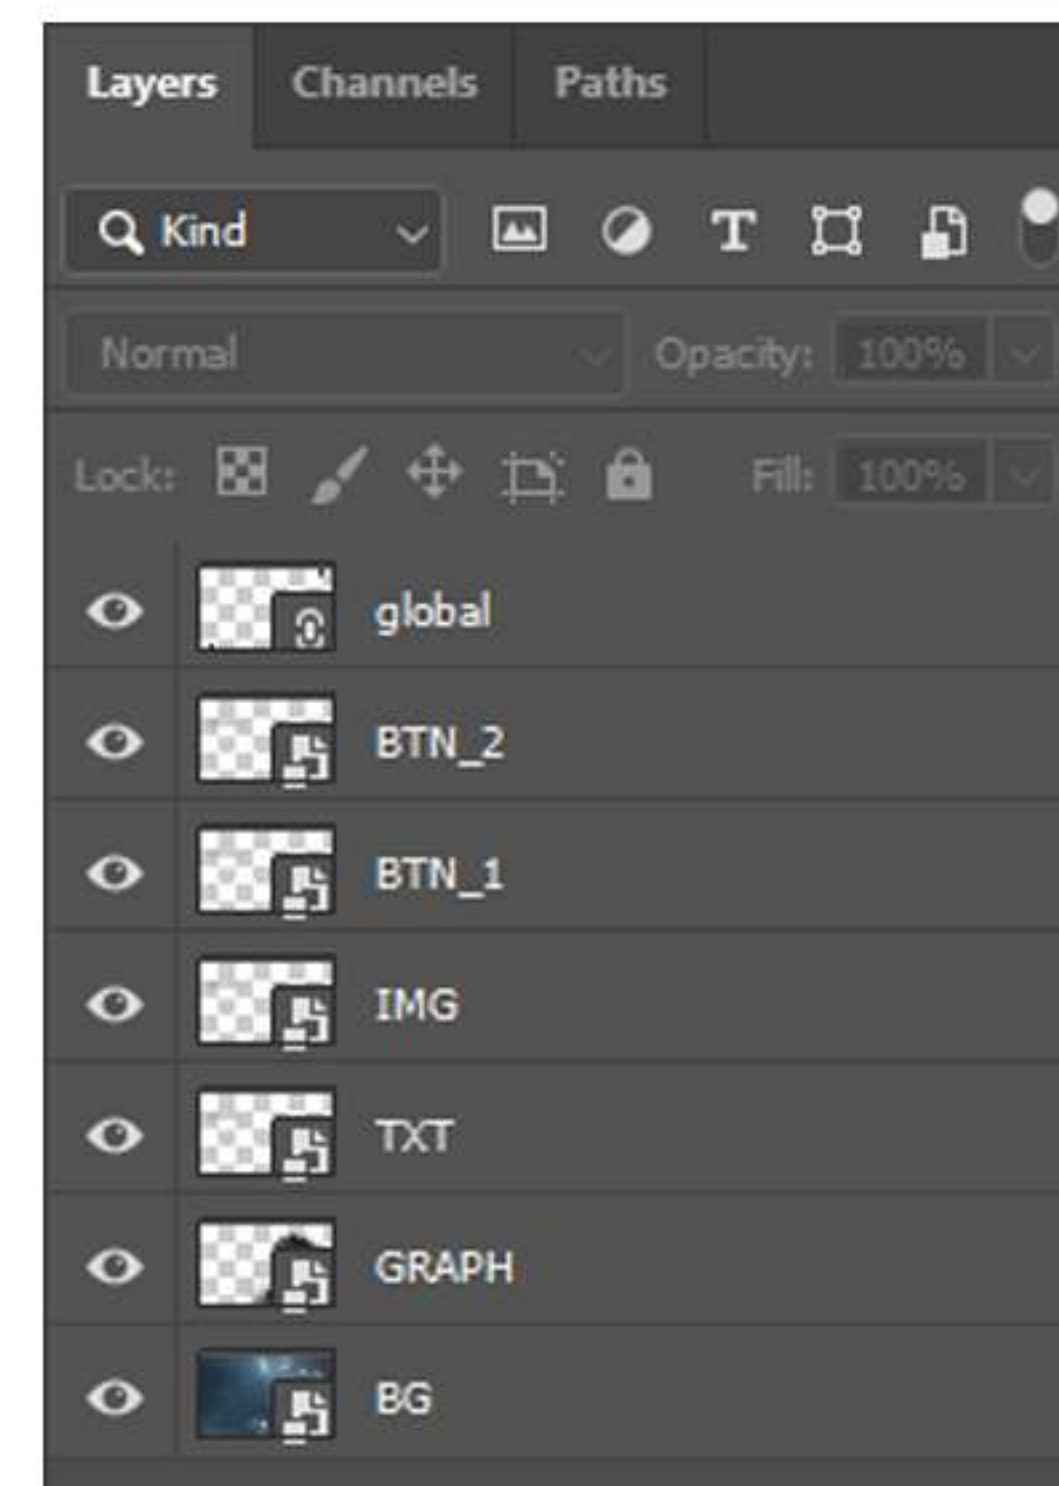 Layers Channels Paths
Kind
Normal Opacity: 100%
Lock: Fill: 100%
global
BTN_2
BTN_1
IMG
TXT
GRAPH
BG